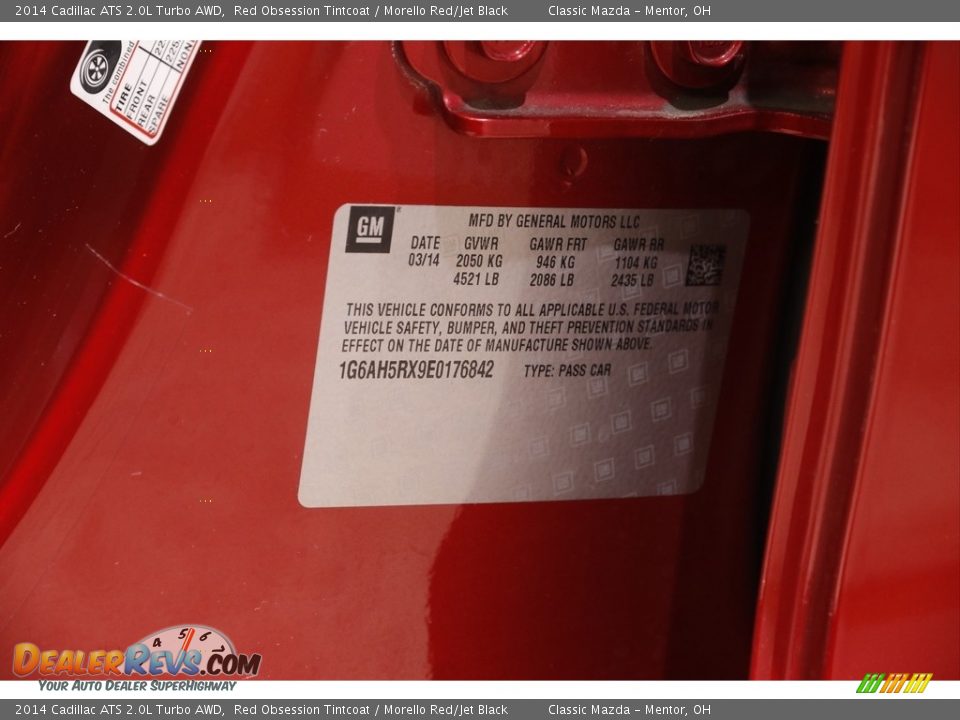 2014 Cadillac ATS 2.0L Turbo AWD,  Red Obsession Tintcoat / Morello Red/Jet Black        Classic Mazda – Mentor, OH
The combined
TIRE
FRONT
REAR
SPARE
GM
MFD BY GENERAL MOTORS LLC
DATE GVWR GAWR FRT GAWR RR
03/14 2050 KG 946 KG 1104 KG
4521 LB 2086 LB 2435 LB
THIS VEHICLE CONFORMS TO ALL APPLICABLE U.S. FEDERAL MOTOR
VEHICLE SAFETY, BUMPER, AND THEFT PREVENTION STANDARDS IN
EFFECT ON THE DATE OF MANUFACTURE SHOWN ABOVE.
1G6AH5RX9E0176842 TYPE: PASS CAR
4 5 6
DEALERREVS.COM
YOUR AUTO DEALER SUPERHIGHWAY
2014 Cadillac ATS 2.0L Turbo AWD,  Red Obsession Tintcoat / Morello Red/Jet Black        Classic Mazda – Mentor, OH